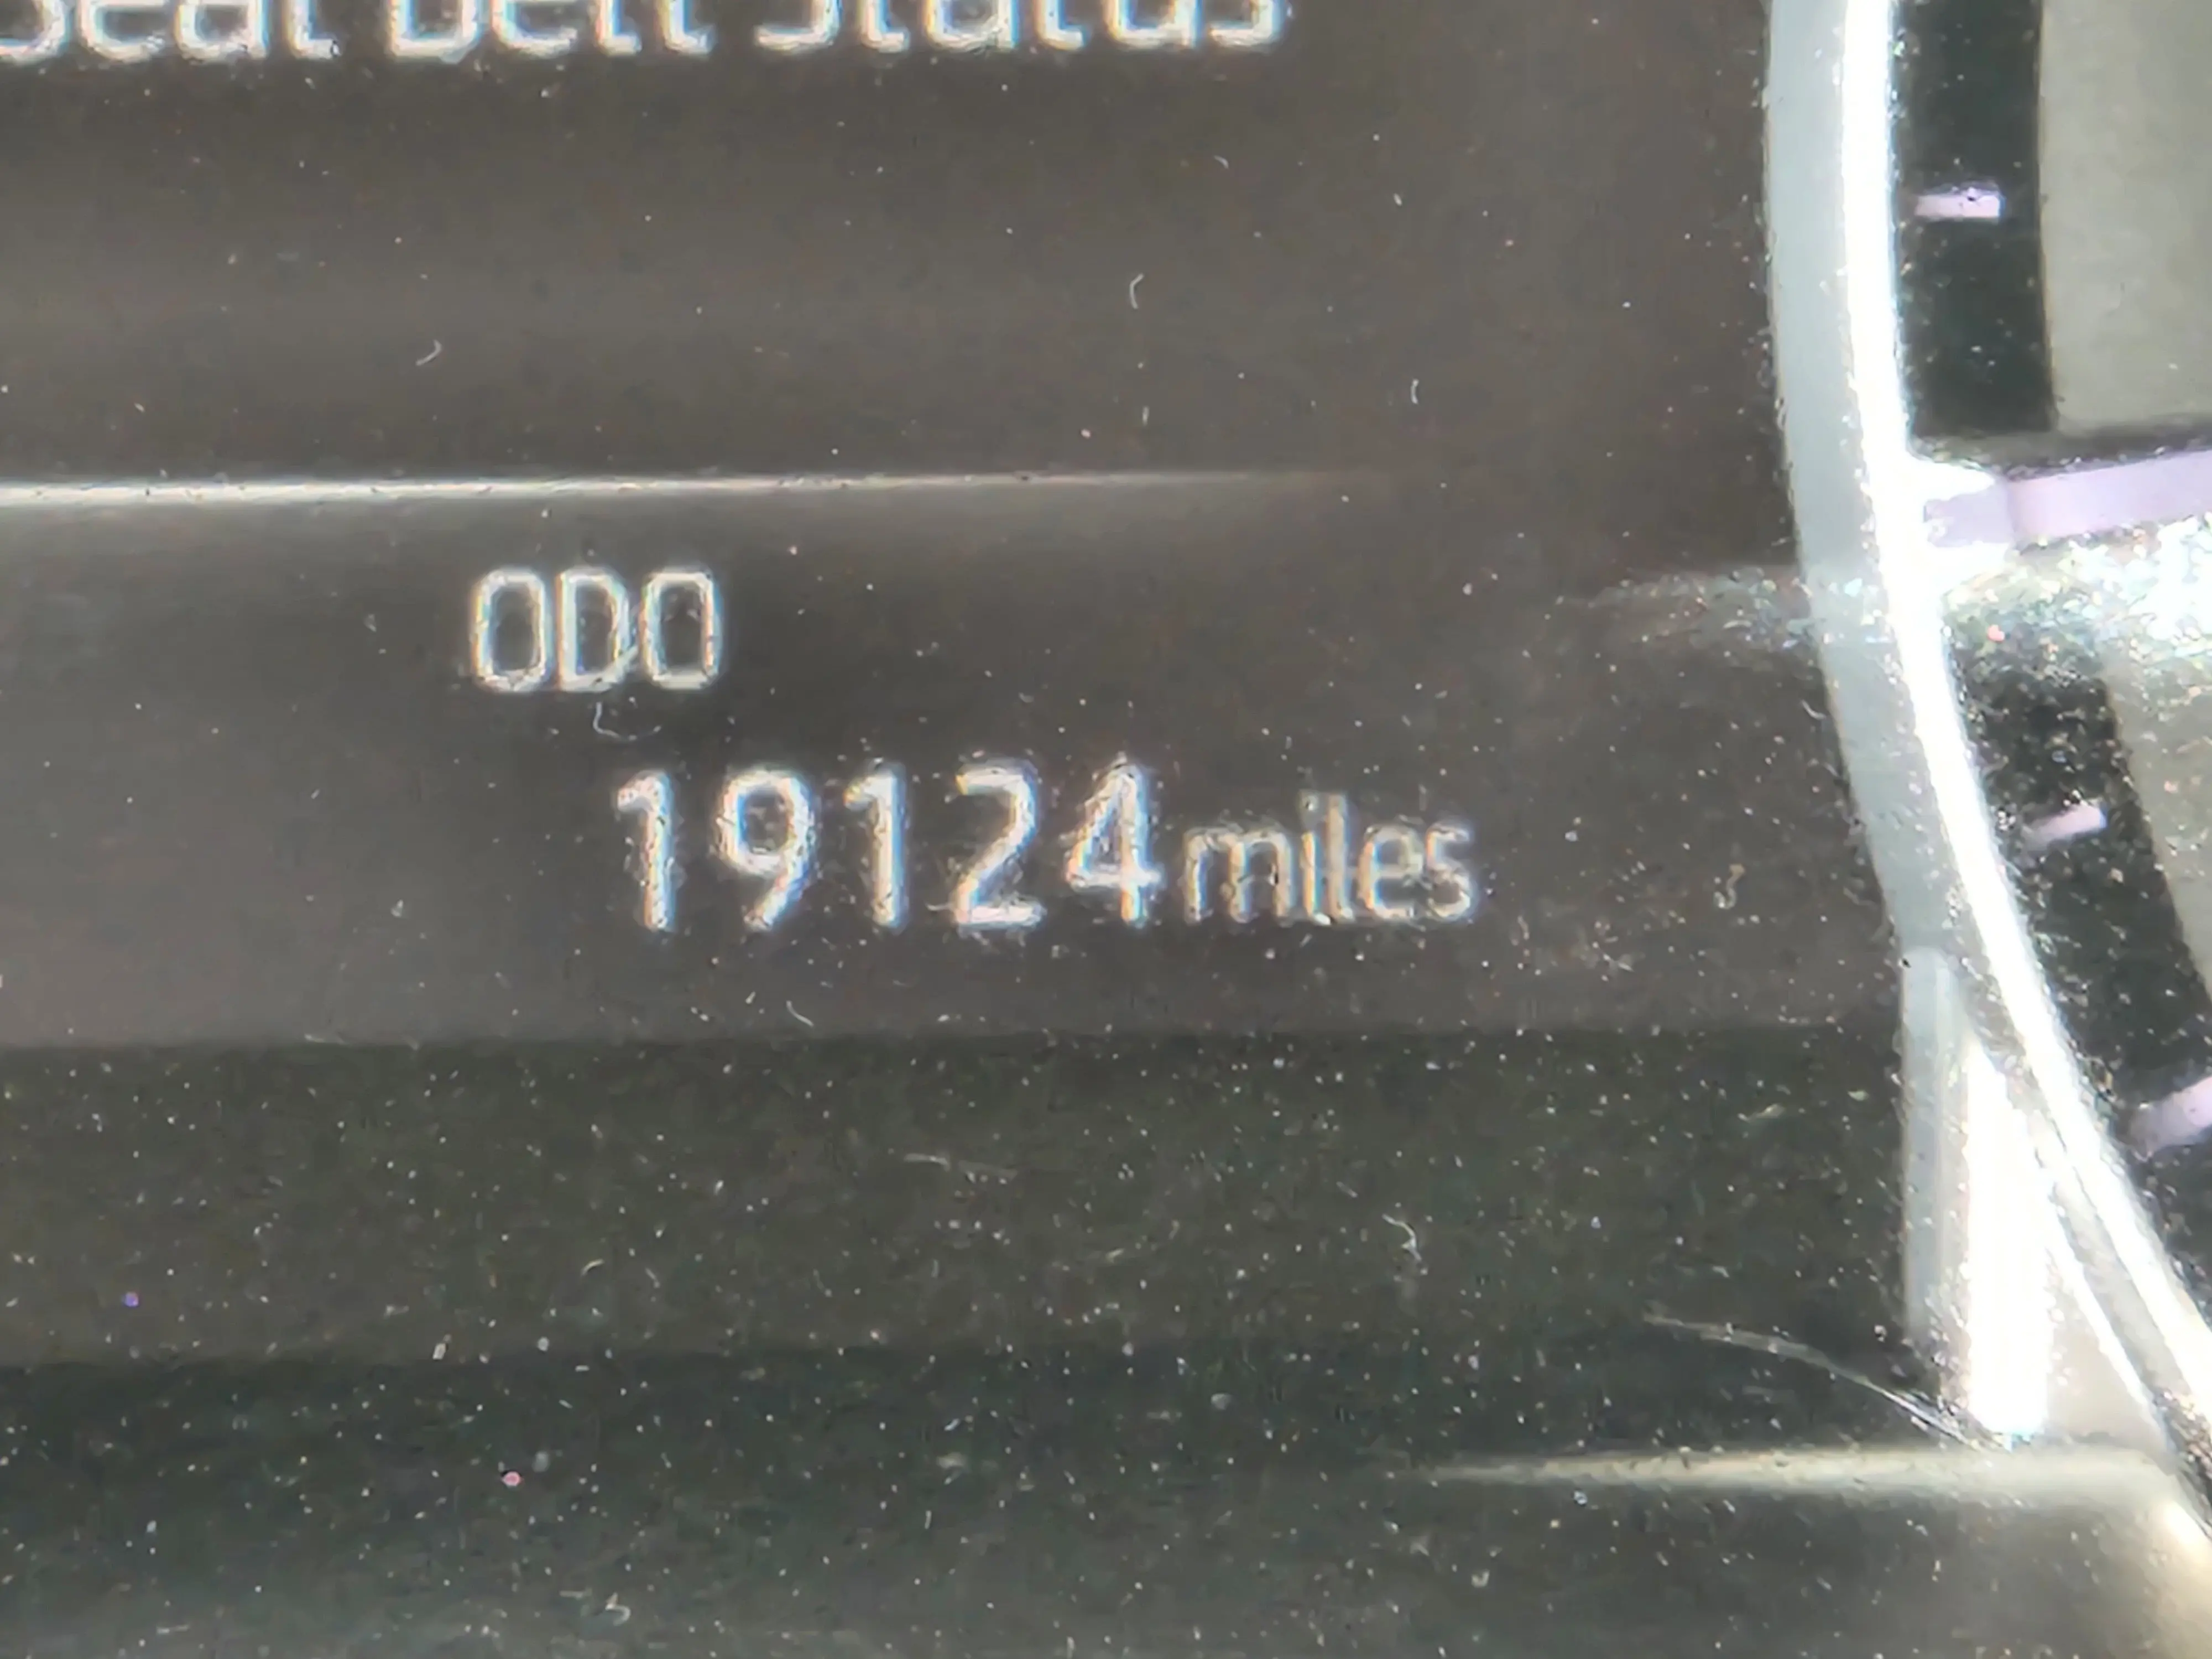 Seat Belt Status
ODO
19124 miles